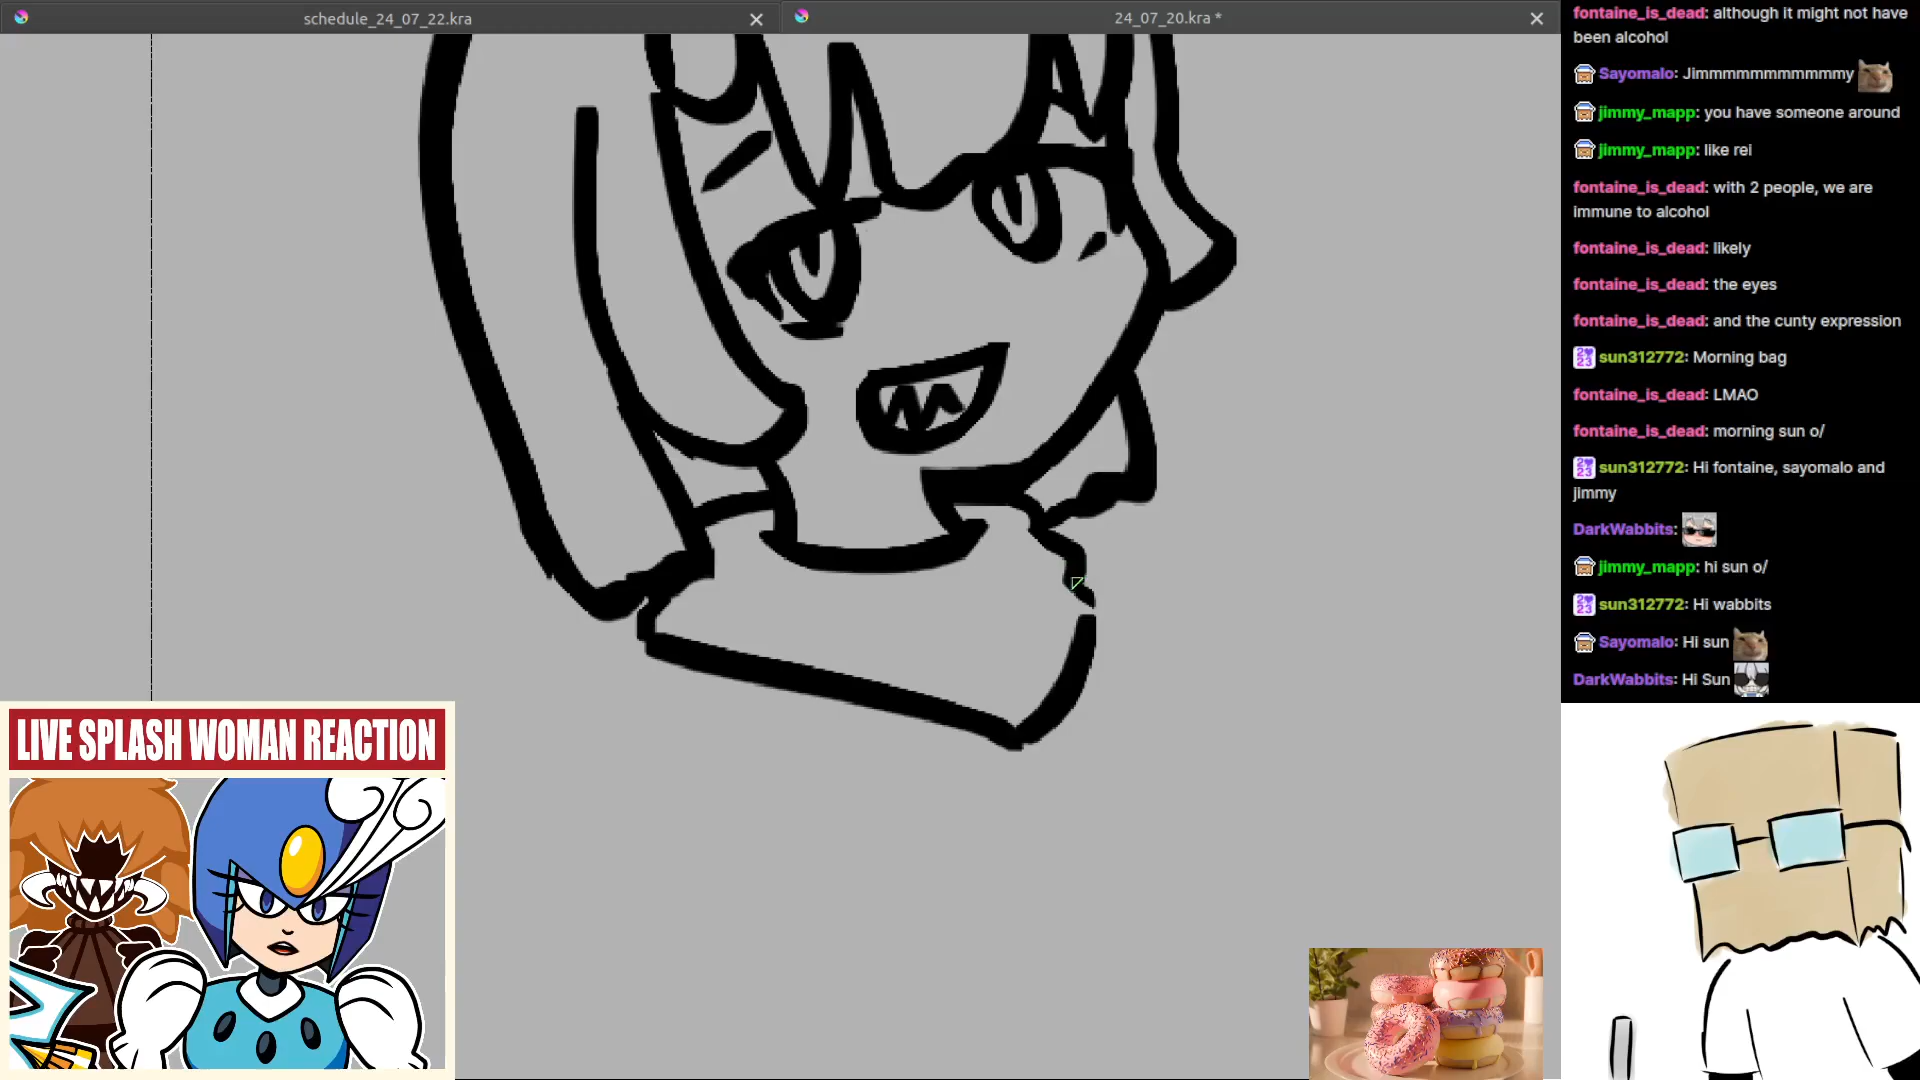 schedule_24_07_22.kra
24_07_20.kra *
fontaine_is_dead: although it might not have
been alcohol
Sayomalo: Jimmmmmmmmmmmy
jimmy_mapp: you have someone around
jimmy_mapp: like rei
fontaine_is_dead: with 2 people, we are
immune to alcohol
fontaine_is_dead: likely
fontaine_is_dead: the eyes
fontaine_is_dead: and the cunty expression
sun312772: Morning bag
fontaine_is_dead: LMAO
fontaine_is_dead: morning sun o/
sun312772: Hi fontaine, sayomalo and
jimmy
DarkWabbits:
jimmy_mapp: hi sun o/
sun312772: Hi wabbits
Sayomalo: Hi sun
DarkWabbits: Hi Sun
LIVE SPLASH WOMAN REACTION